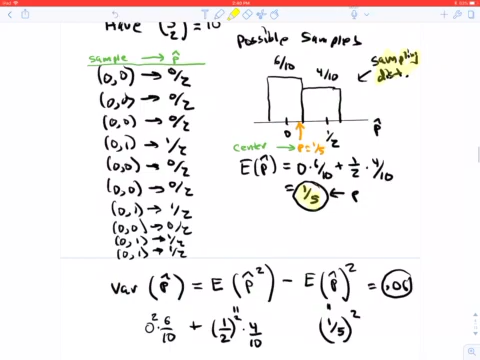 Have (5 2) = 10
Possible Samples
sample → p̂
(0,0) → 0/2
(0,0) → 0/2
(0,0) → 0/2
(0,1) → 1/2
(0,0) → 0/2
(0,0) → 0/2
(0,1) → 1/2
(0,0) → 0/2
(0,1) → 1/2
(0,1) → 1/2
6/10 4/10
sampling
dist.
0 1/2 p̂
center → p=1/5
E(p̂) = 0·6/10 + 1/2·4/10
= 1/5 ← p
Var (p̂) = E(p̂²) − E(p̂)² = .06
0²·6/10 + (1/2)²·4/10 (1/5)²